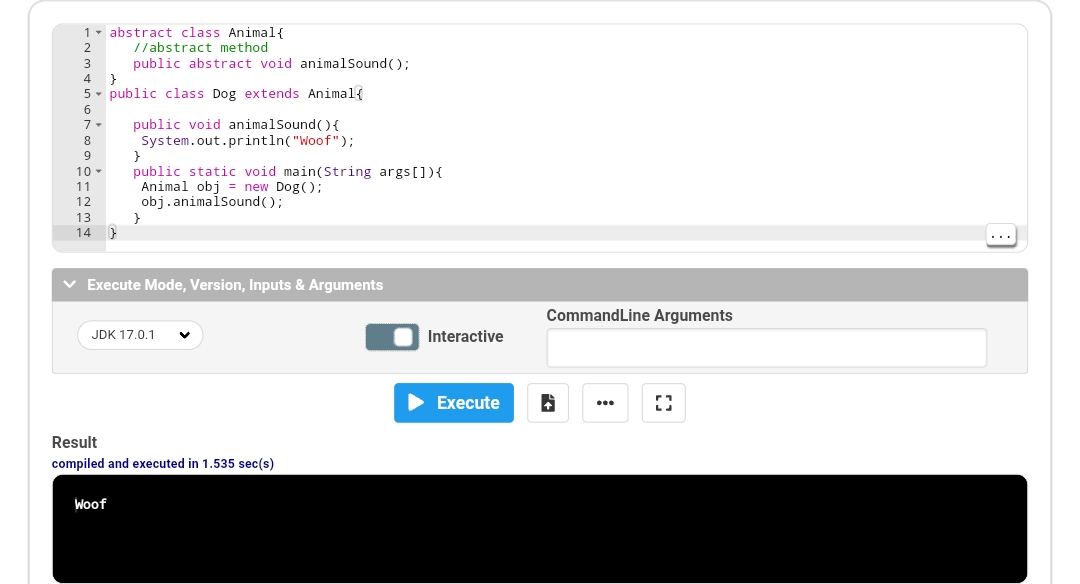 1 abstract class Animal{
2 //abstract method
3 public abstract void animalSound();
4 }
5 public class Dog extends Animal{
6
7 public void animalSound(){
8 System.out.println("Woof");
9 }
10 public static void main(String args[]){
11 Animal obj = new Dog();
12 obj.animalSound();
13 }
14 }
...
Execute Mode, Version, Inputs & Arguments
CommandLine Arguments
JDK 17.0.1 Interactive
Execute
Result
compiled and executed in 1.535 sec(s)
Woof